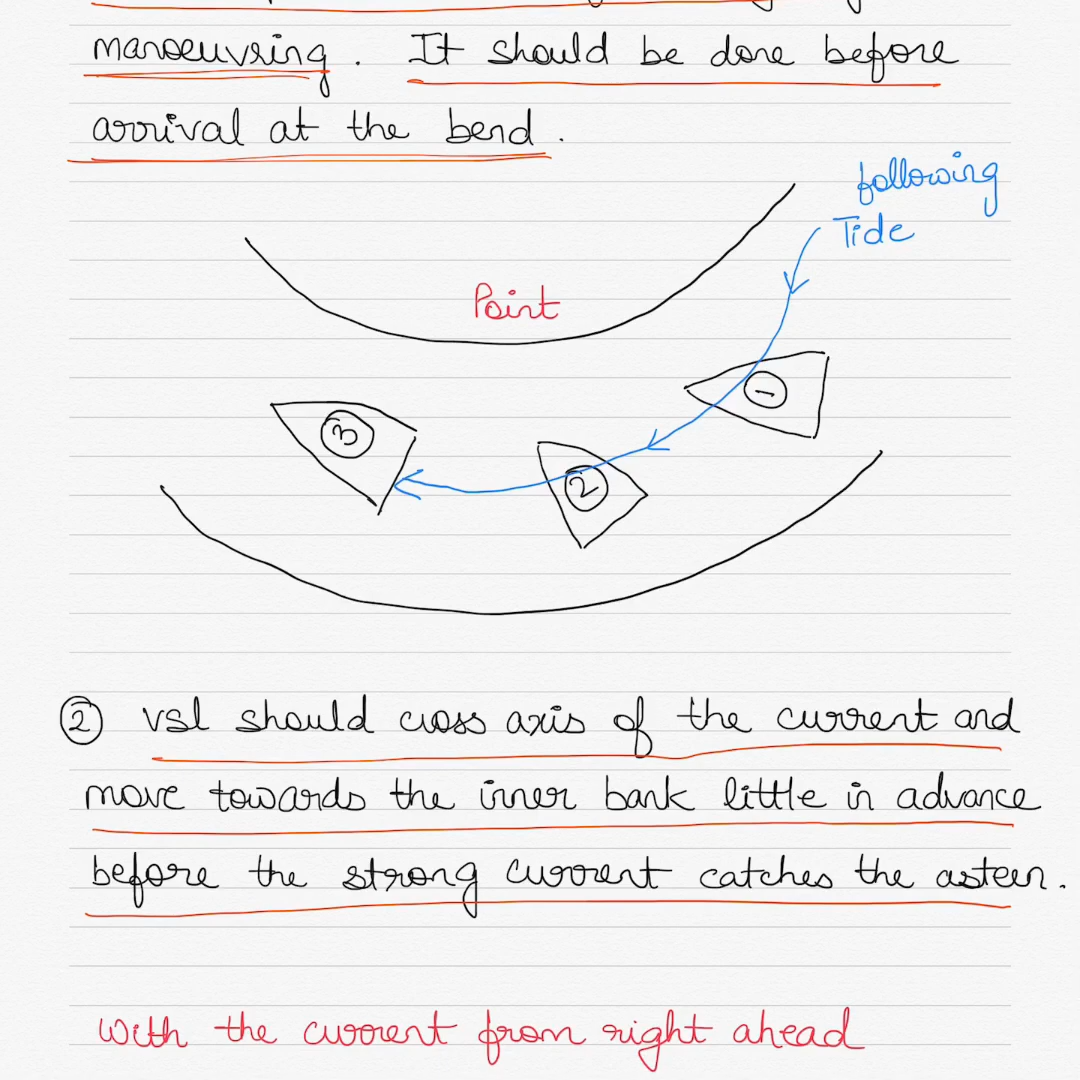 manoeuvring. It should be done before
arrival at the bend.
following
Tide
Point
1
3
2
② vsl should cross axis of the current and
move towards the inner bank little in advance
before the strong current catches the asteen.
With the current from right ahead